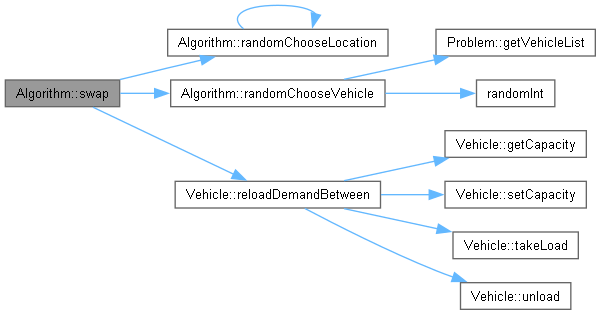 Algorithm::swap
Algorithm::randomChooseLocation
Algorithm::randomChooseVehicle
Problem::getVehicleList
randomInt
Vehicle::reloadDemandBetween
Vehicle::getCapacity
Vehicle::setCapacity
Vehicle::takeLoad
Vehicle::unload